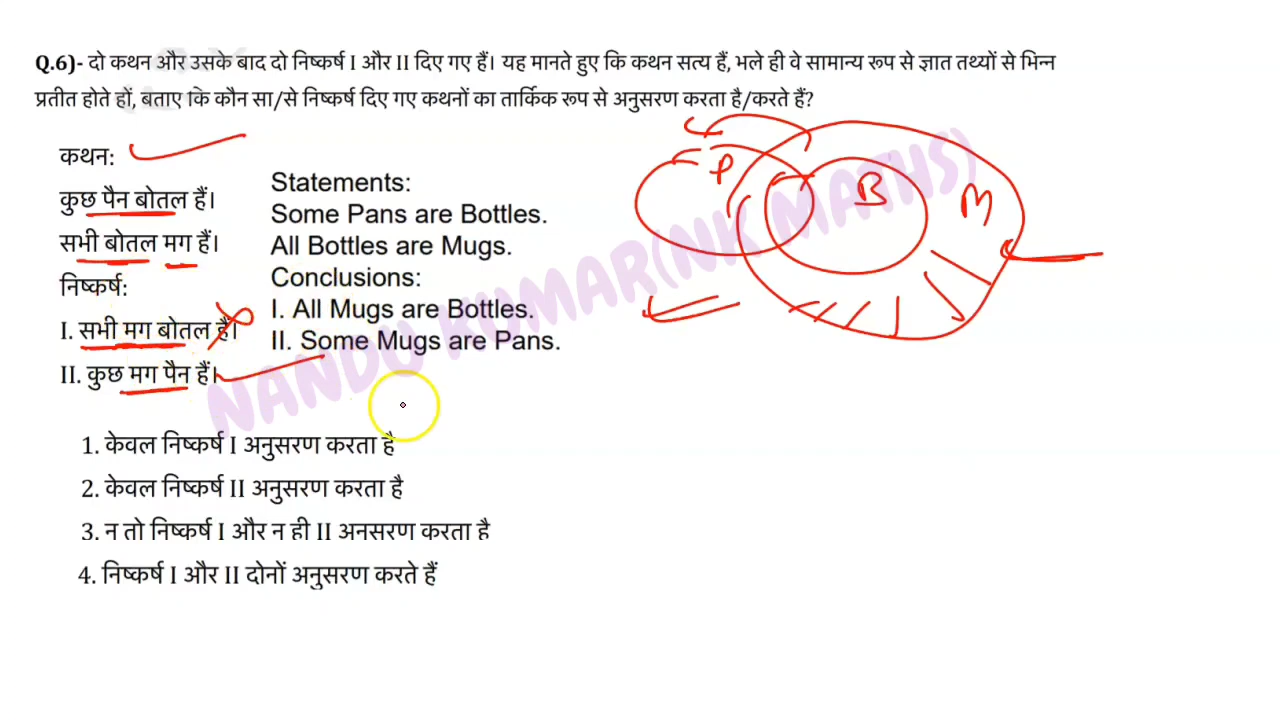 Q.6)- दो कथन और उसके बाद दो निष्कर्ष I और II दिए गए हैं। यह मानते हुए कि कथन सत्य हैं, भले ही वे सामान्य रूप से ज्ञात तथ्यों से भिन्न
प्रतीत होते हों, बताए कि कौन सा/से निष्कर्ष दिए गए कथनों का तार्किक रूप से अनुसरण करता है/करते हैं?
कथन:
कुछ पैन बोतल हैं।
सभी बोतल मग हैं।
निष्कर्ष:
I. सभी मग बोतल हैं।
II. कुछ मग पैन हैं।
Statements:
Some Pans are Bottles.
All Bottles are Mugs.
Conclusions:
I. All Mugs are Bottles.
II. Some Mugs are Pans.
P
B
M
NANDU KUMAR(NK MATHS)
1. केवल निष्कर्ष I अनुसरण करता है
2. केवल निष्कर्ष II अनुसरण करता है
3. न तो निष्कर्ष I और न ही II अनसरण करता है
4. निष्कर्ष I और II दोनों अनुसरण करते हैं